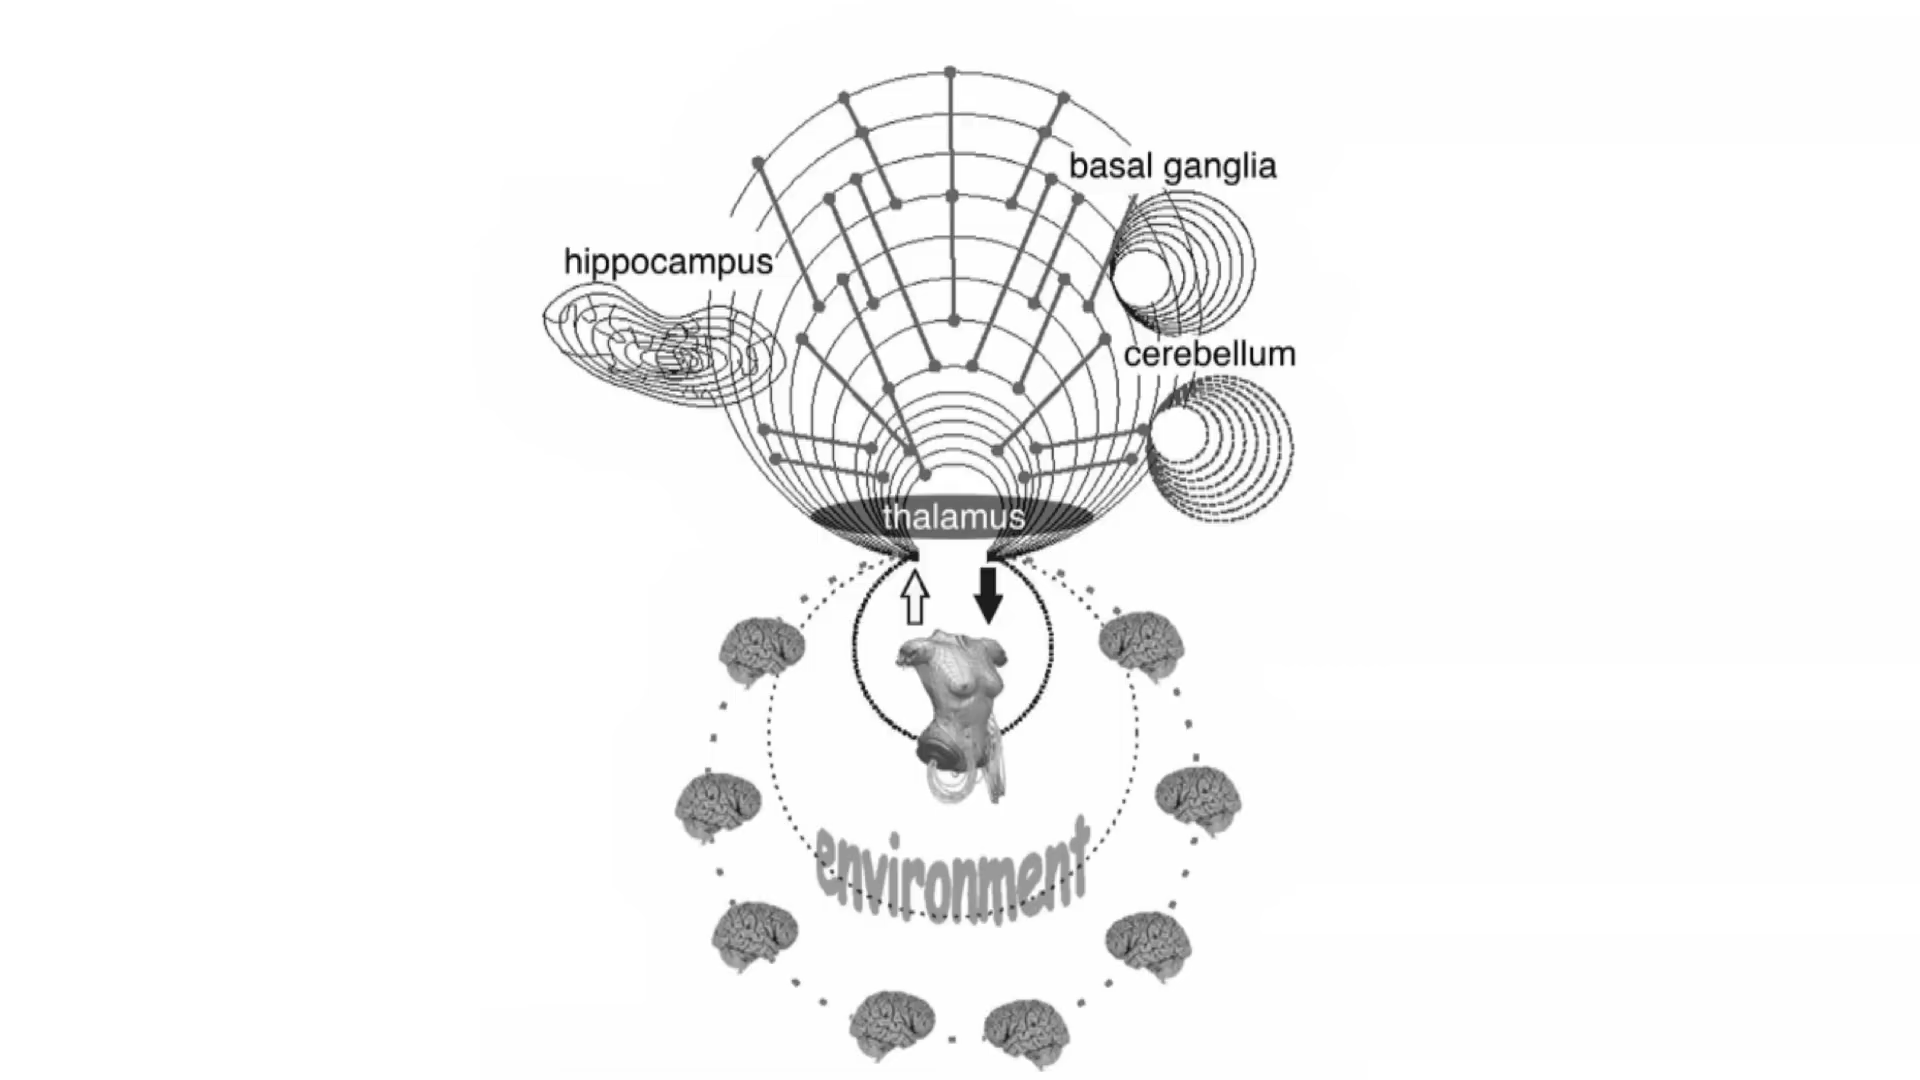 basal ganglia
hippocampus
cerebellum
thalamus
environment